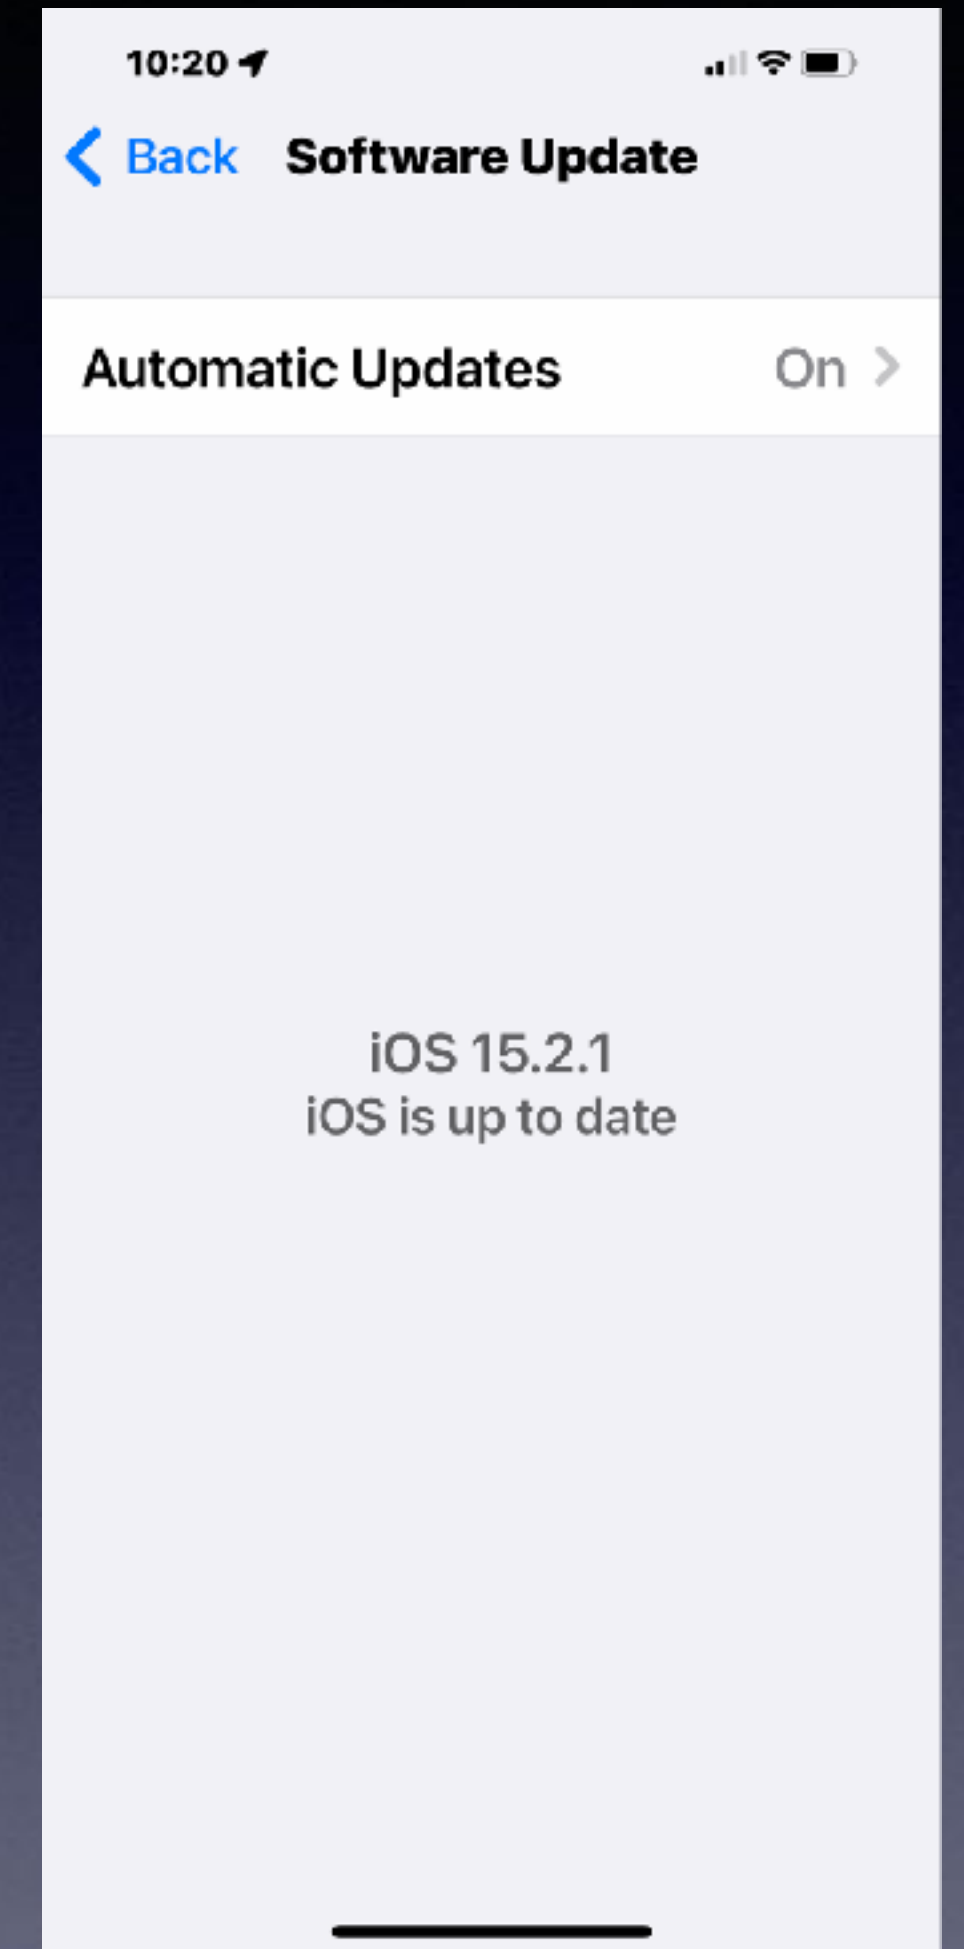 10:20
Back Software Update
Automatic Updates On
iOS 15.2.1
iOS is up to date